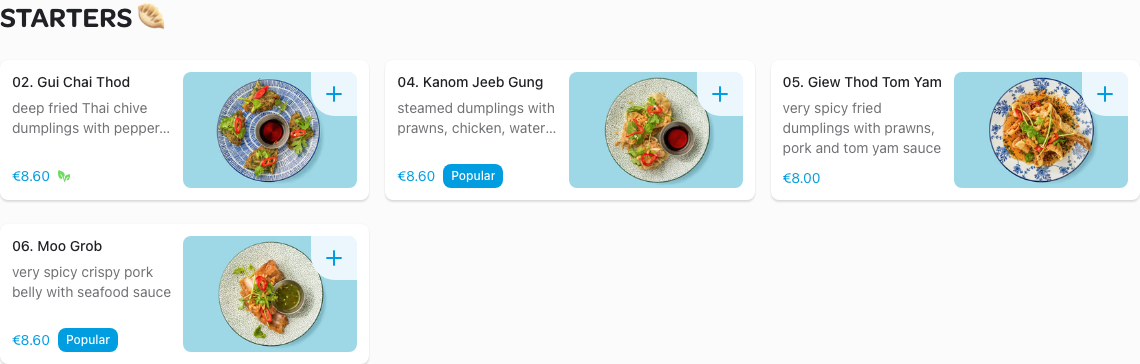 STARTERS
02. Gui Chai Thod
deep fried Thai chive
dumplings with pepper...
€8.60
04. Kanom Jeeb Gung
steamed dumplings with
prawns, chicken, water...
€8.60 Popular
05. Giew Thod Tom Yam
very spicy fried
dumplings with prawns,
pork and tom yam sauce
€8.00
06. Moo Grob
very spicy crispy pork
belly with seafood sauce
€8.60 Popular